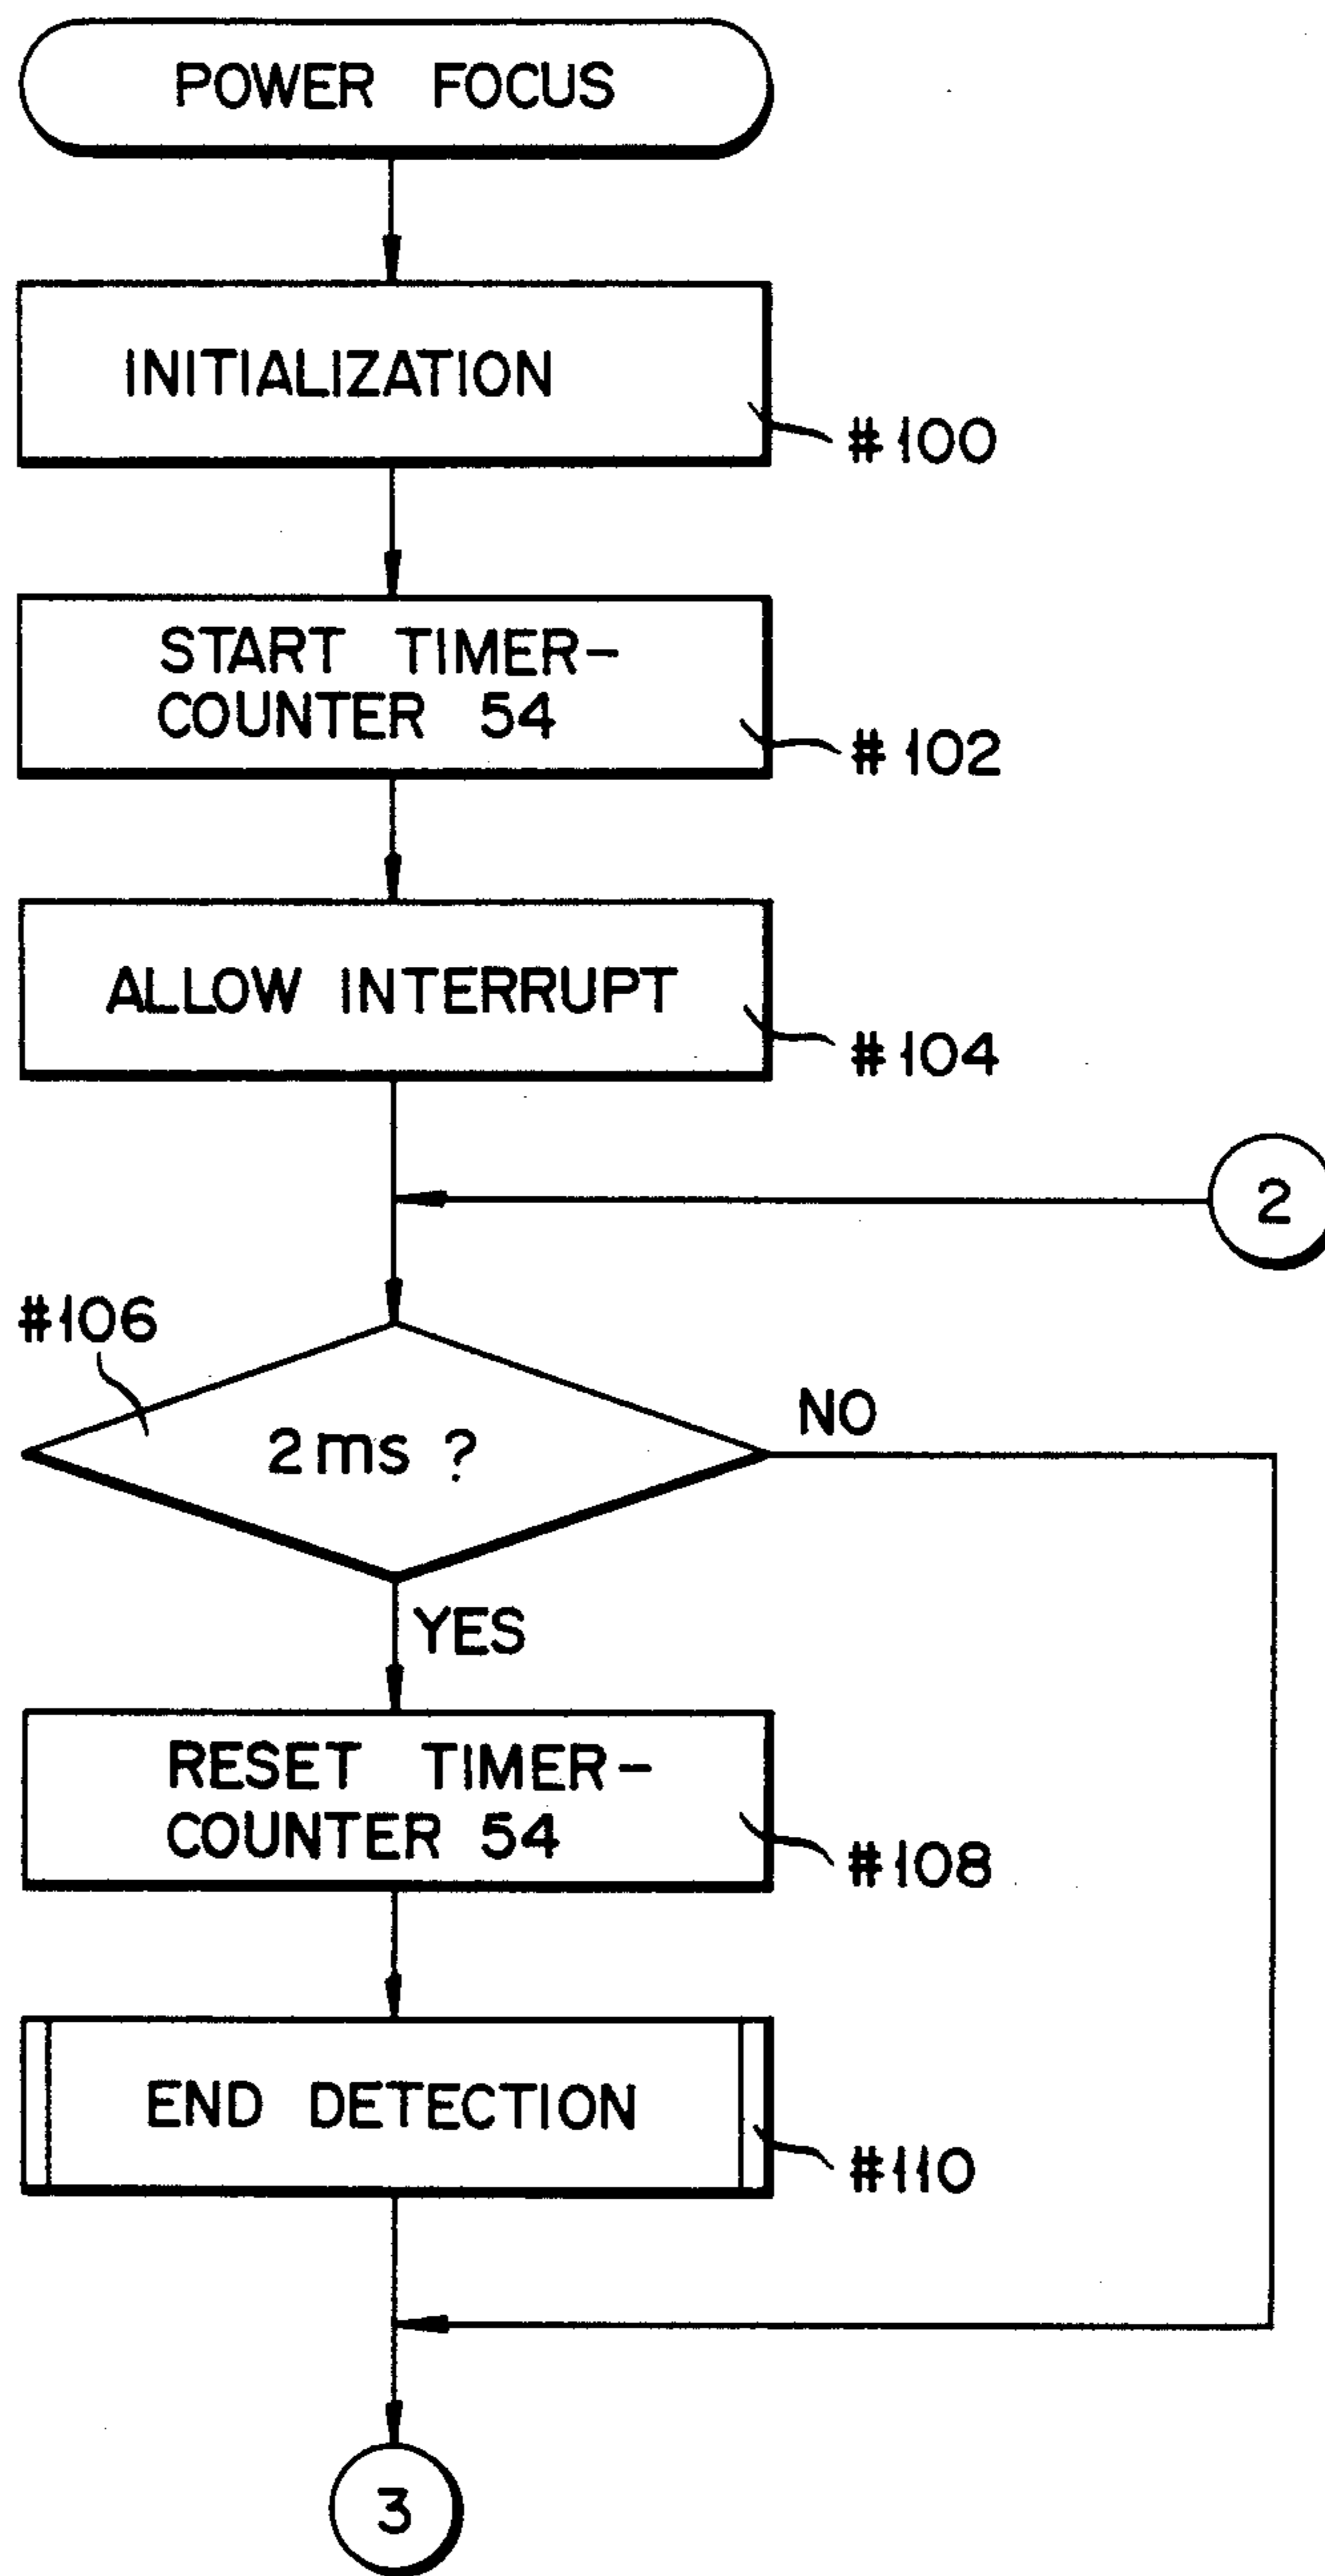 POWER FOCUS
INITIALIZATION
#100
START TIMER-
COUNTER 54
#102
ALLOW INTERRUPT
#104
2
#106
2ms ?
NO
YES
RESET TIMER-
COUNTER 54
#108
END DETECTION
#110
3